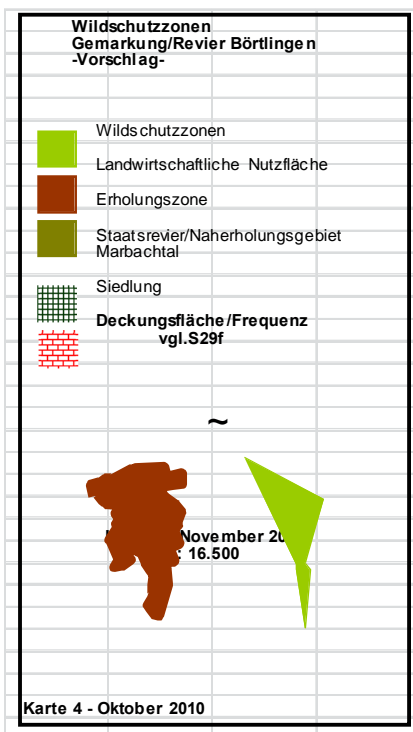 Wildschutzzonen
Gemarkung/Revier Börtlingen
-Vorschlag-
Wildschutzzonen
Landwirtschaftliche Nutzfläche
Erholungszone
Staatsrevier/Naherholungsgebiet
Marbachtal
Siedlung
Deckungsfläche/Frequenz
vgl.S29f
~
November
: 16.500
Karte 4 - Oktober 2010